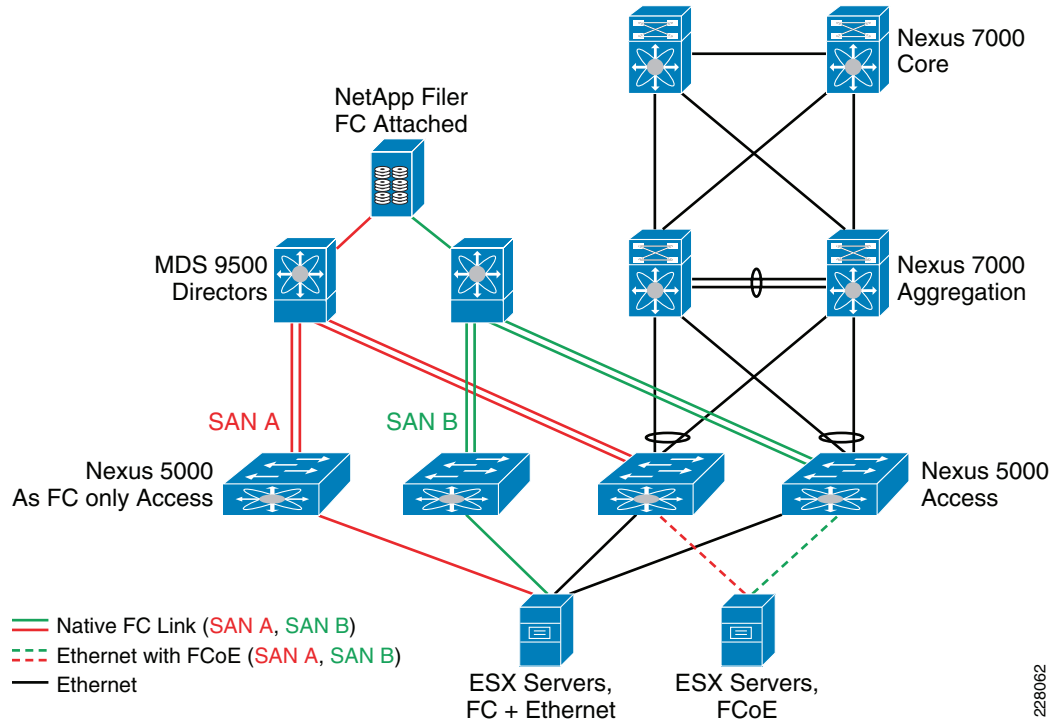 Nexus 7000
Core
NetApp Filer
FC Attached
MDS 9500
Directors
Nexus 7000
Aggregation
SAN A
SAN B
Nexus 5000
As FC only Access
Nexus 5000
Access
Native FC Link (SAN A, SAN B)
Ethernet with FCoE (SAN A, SAN B)
Ethernet
ESX Servers,
FC + Ethernet
ESX Servers,
FCoE
228062